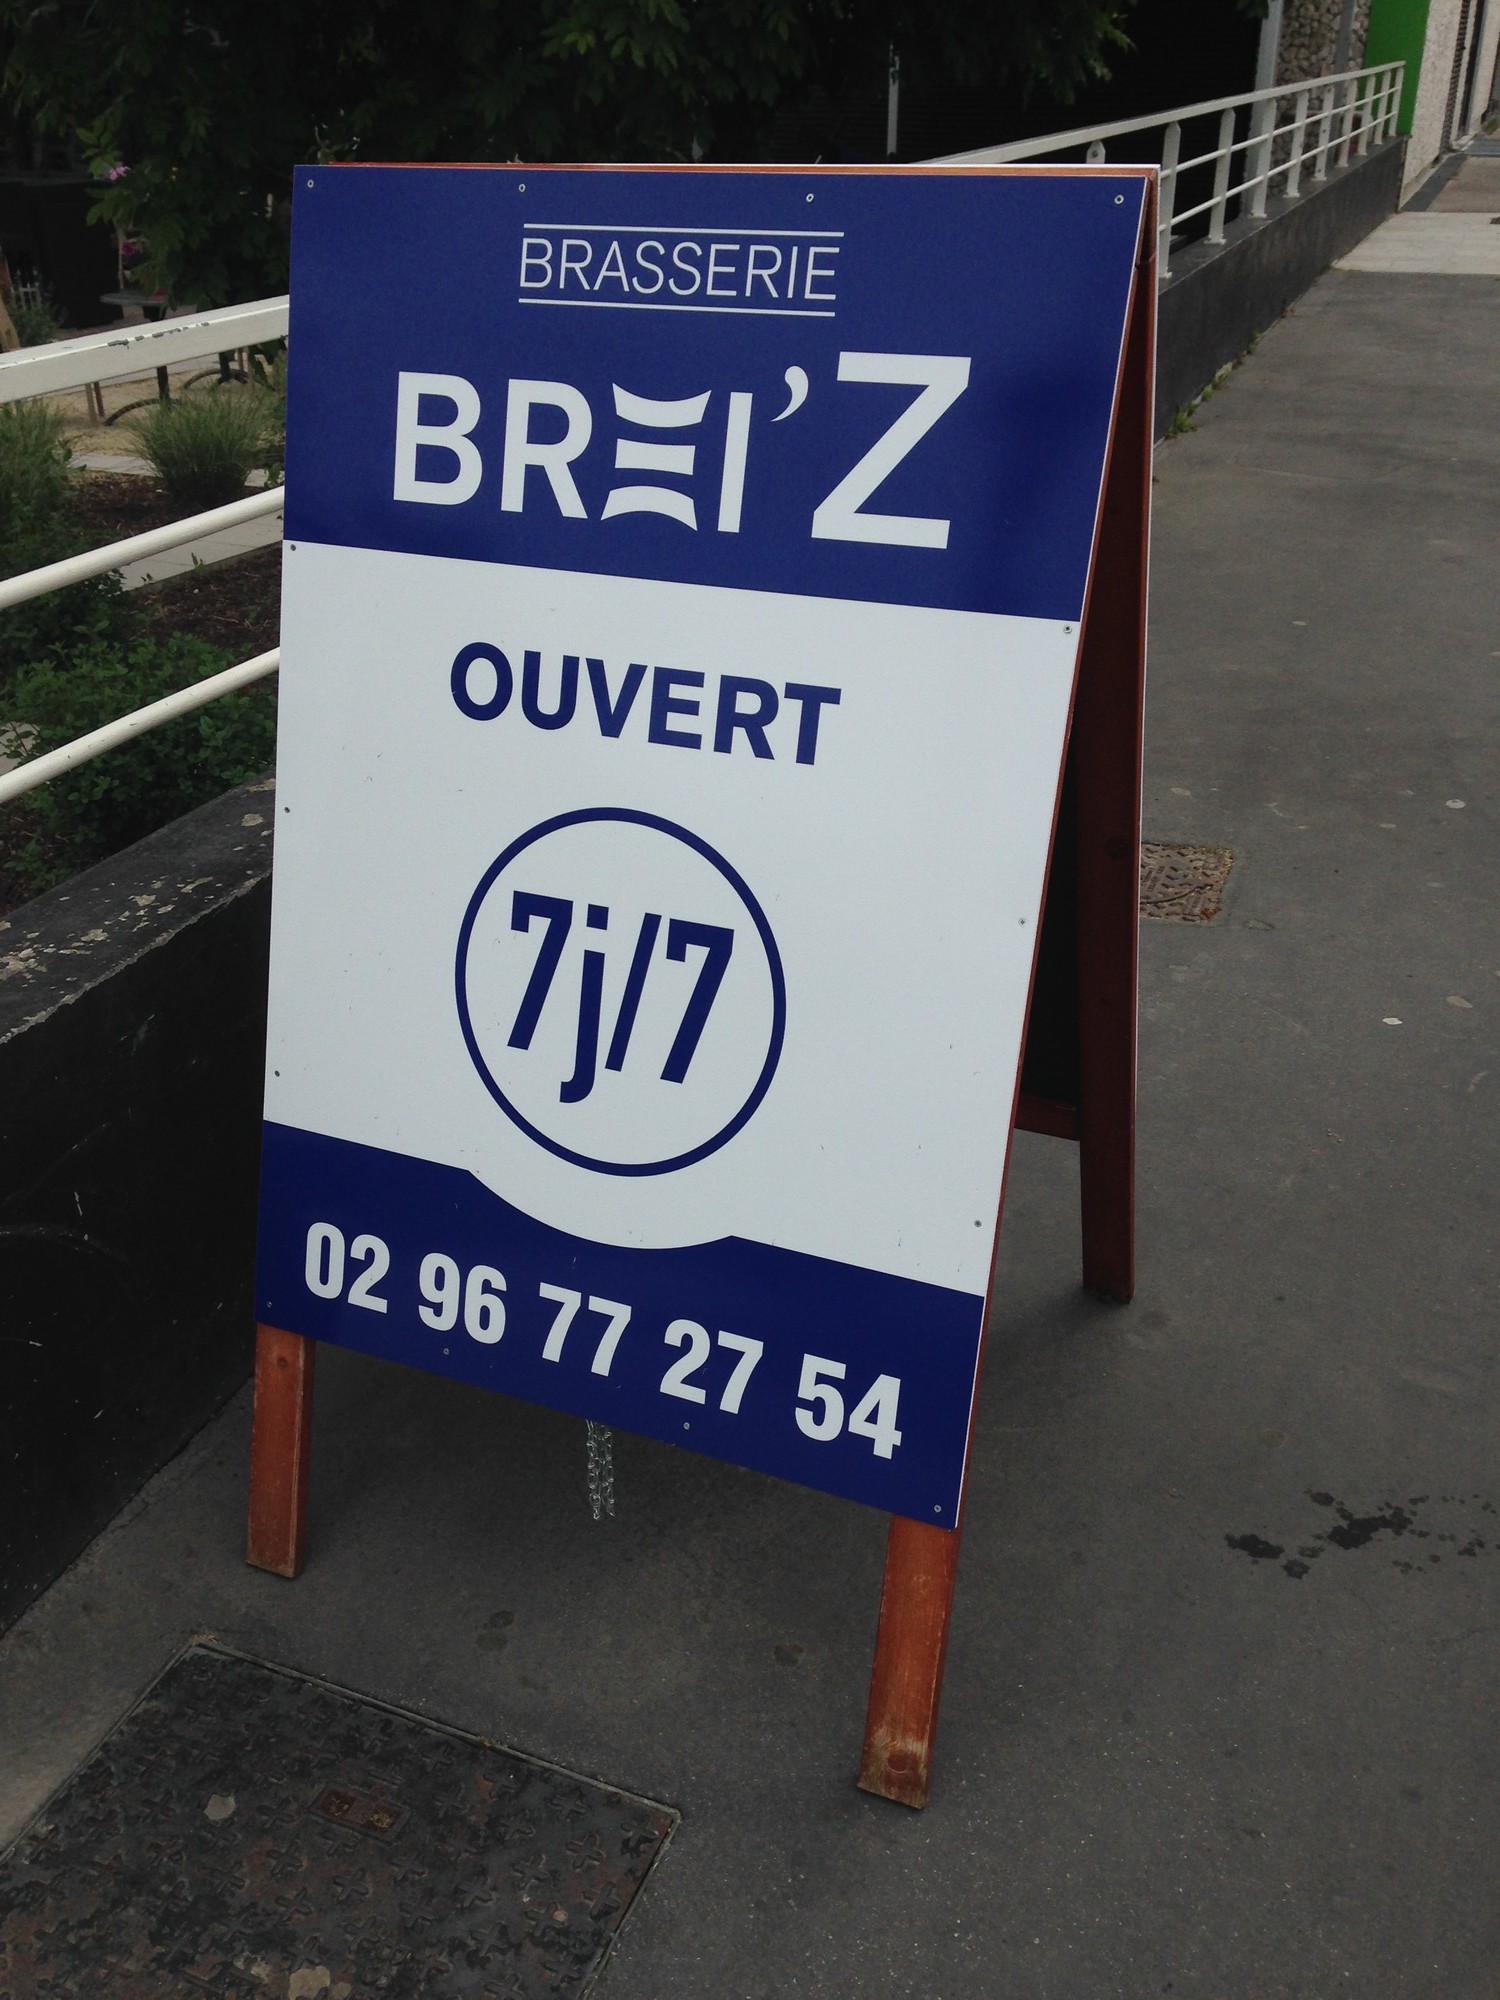 BRASSERIE
BREI'Z
OUVERT
7j/7
02 96 77 27 54